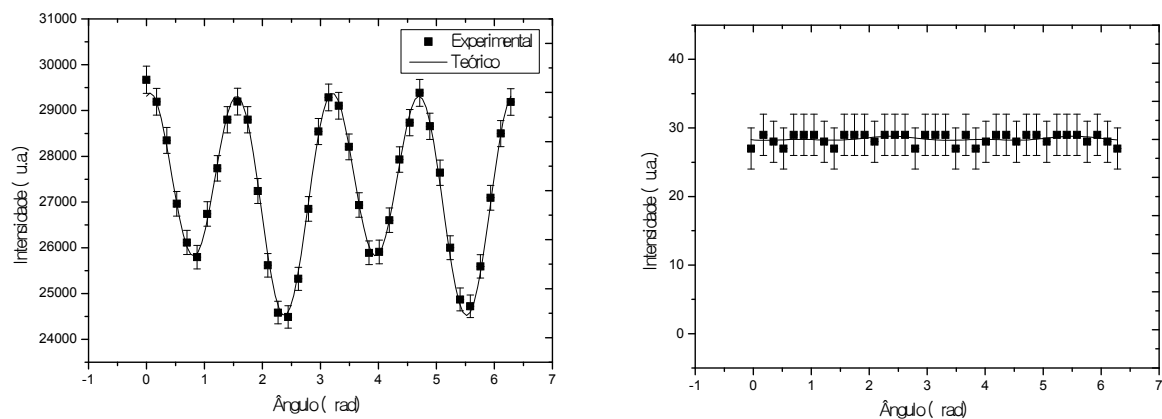 31000
30000
29000
28000
27000
26000
25000
24000
Intensidade ( u.a.)
Experimental
Teórico
-1 0 1 2 3 4 5 6 7
Ângulo ( rad)
40
30
20
10
0
Intensidade ( u.a.)
-1 0 1 2 3 4 5 6 7
Ângulo ( rad)